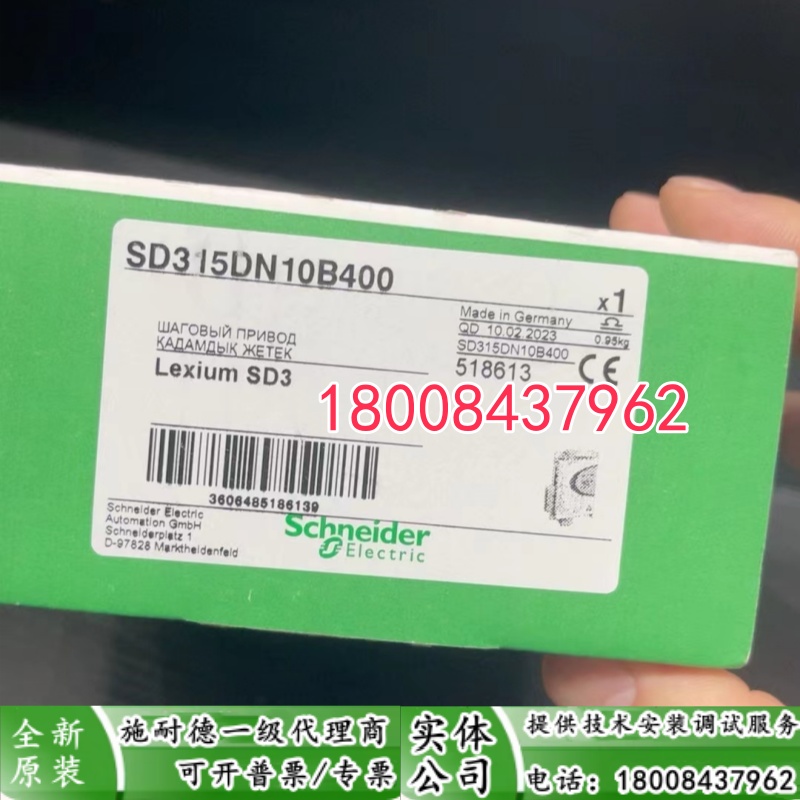 SD315DN10B400
x1
Made in Germany
QD 10.02.2023
0.95kg
SD315DN10B400
518613
CE
ШАГОВЫЙ ПРИВОД
ҚАДАМДЫҚ ЖЕТЕК
Lexium SD3
18008437962
3606485186139
Schneider Electric
Automation GmbH
Schneiderplatz 1
D-97828 Marktheidenfeld
Schneider
Electric
全新
原装
施耐德一级代理商
可开普票/专票
实体
公司
提供技术安装调试服务
电话：18008437962